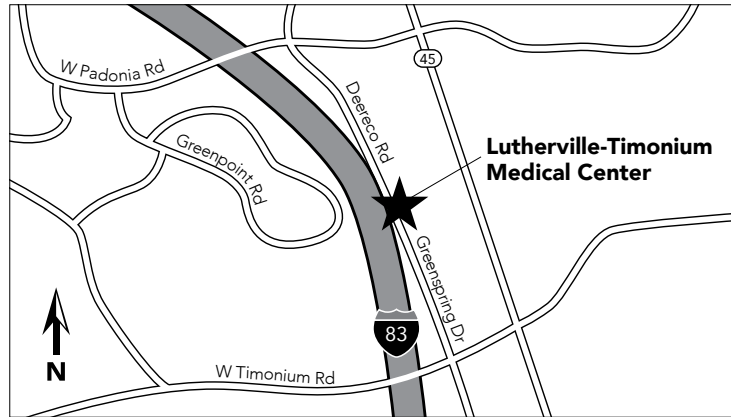 W Padonia Rd
45
Deereco Rd
Greenpoint Rd
Lutherville-Timonium
Medical Center
Greenspring Dr
83
N
W Timonium Rd